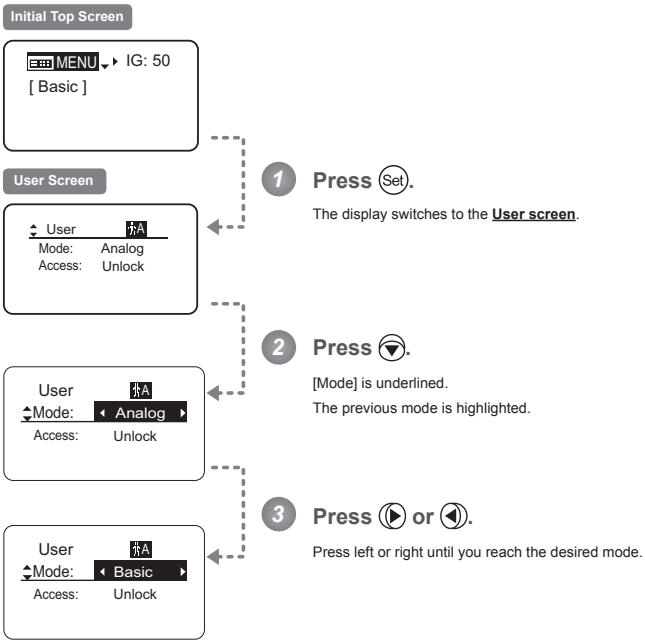 Initial Top Screen
MENU IG: 50
[ Basic ]
User Screen
1 Press Set.
The display switches to the User screen.
User A
Mode: Analog
Access: Unlock
2 Press .
[Mode] is underlined.
The previous mode is highlighted.
User A
Mode: Analog
Access: Unlock
3 Press or .
Press left or right until you reach the desired mode.
User A
Mode: Basic
Access: Unlock